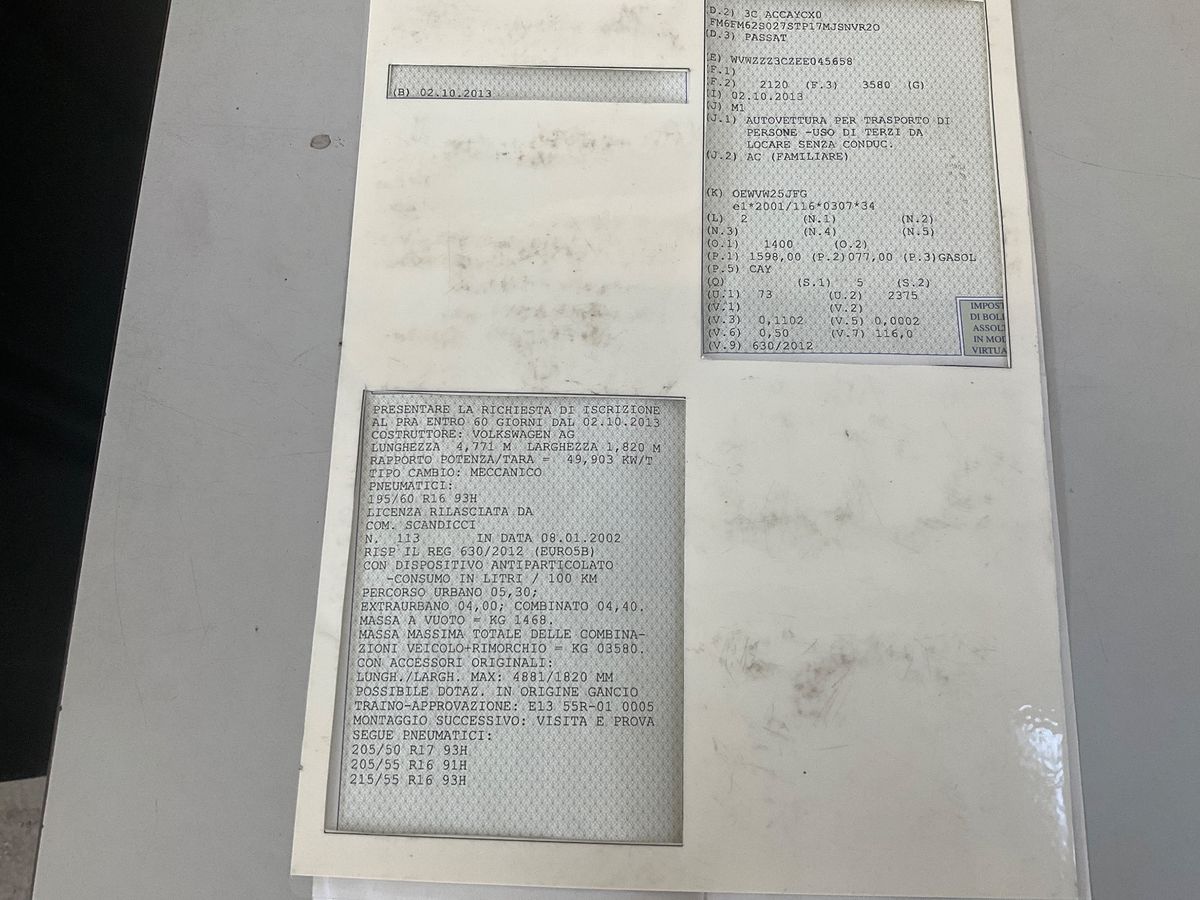 (B) 02.10.2013
(D.2) 3C ACCAYCX0
FM6FM62S027STP17MJSNVR2O
(D.3) PASSAT
(E) WVWZZZ3CZEE045658
(F.1)
(F.2) 2120 (F.3) 3580 (G)
(I) 02.10.2013
(J) M1
(J.1) AUTOVETTURA PER TRASPORTO DI
PERSONE -USO DI TERZI DA
LOCARE SENZA CONDUC.
(J.2) AC (FAMILIARE)
(K) OEWVW25JFG
e1*2001/116*0307*34
(L) 2 (N.1) (N.2)
(N.3) (N.4) (N.5)
(O.1) 1400 (O.2)
(P.1) 1598,00 (P.2)077,00 (P.3)GASOL
(P.5) CAY
(Q) (S.1) 5 (S.2)
(U.1) 73 (U.2) 2375
(V.1) (V.2)
(V.3) 0,1102 (V.5) 0,0002
(V.6) 0,50 (V.7) 116,0
(V.9) 630/2012
IMPOST
DI BOLL
ASSOLT
IN MOD
VIRTUA
PRESENTARE LA RICHIESTA DI ISCRIZIONE
AL PRA ENTRO 60 GIORNI DAL 02.10.2013
COSTRUTTORE: VOLKSWAGEN AG
LUNGHEZZA 4,771 M LARGHEZZA 1,820 M
RAPPORTO POTENZA/TARA = 49,903 KW/T
TIPO CAMBIO: MECCANICO
PNEUMATICI:
195/60 R16 93H
LICENZA RILASCIATA DA
COM. SCANDICCI
N. 113 IN DATA 08.01.2002
RISP IL REG 630/2012 (EURO5B)
CON DISPOSITIVO ANTIPARTICOLATO
-CONSUMO IN LITRI / 100 KM
PERCORSO URBANO 05,30;
EXTRAURBANO 04,00; COMBINATO 04,40.
MASSA A VUOTO = KG 1468.
MASSA MASSIMA TOTALE DELLE COMBINA-
ZIONI VEICOLO+RIMORCHIO = KG 03580.
CON ACCESSORI ORIGINALI:
LUNGH./LARGH. MAX: 4881/1820 MM
POSSIBILE DOTAZ. IN ORIGINE GANCIO
TRAINO-APPROVAZIONE: E13 55R-01 0005
MONTAGGIO SUCCESSIVO: VISITA E PROVA
SEGUE PNEUMATICI:
205/50 R17 93H
205/55 R16 91H
215/55 R16 93H